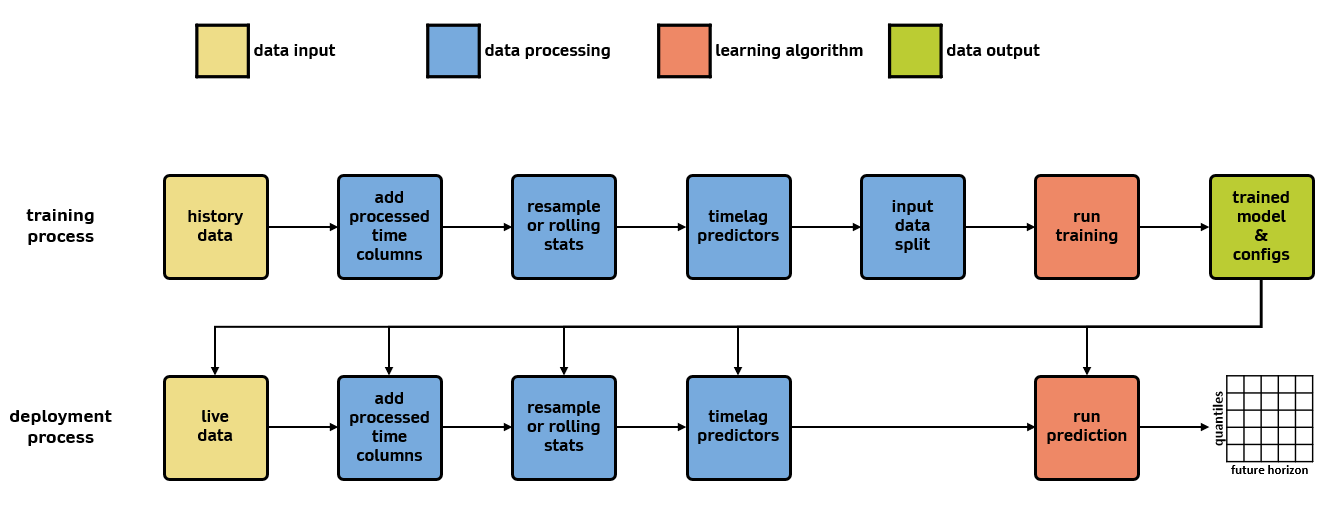 data input
data processing
learning algorithm
data output
training
process
history
data
add
processed
time
columns
resample
or rolling
stats
timelag
predictors
input
data
split
run
training
trained
model
&
configs
deployment
process
live
data
add
processed
time
columns
resample
or rolling
stats
timelag
predictors
run
prediction
quantiles
future horizon